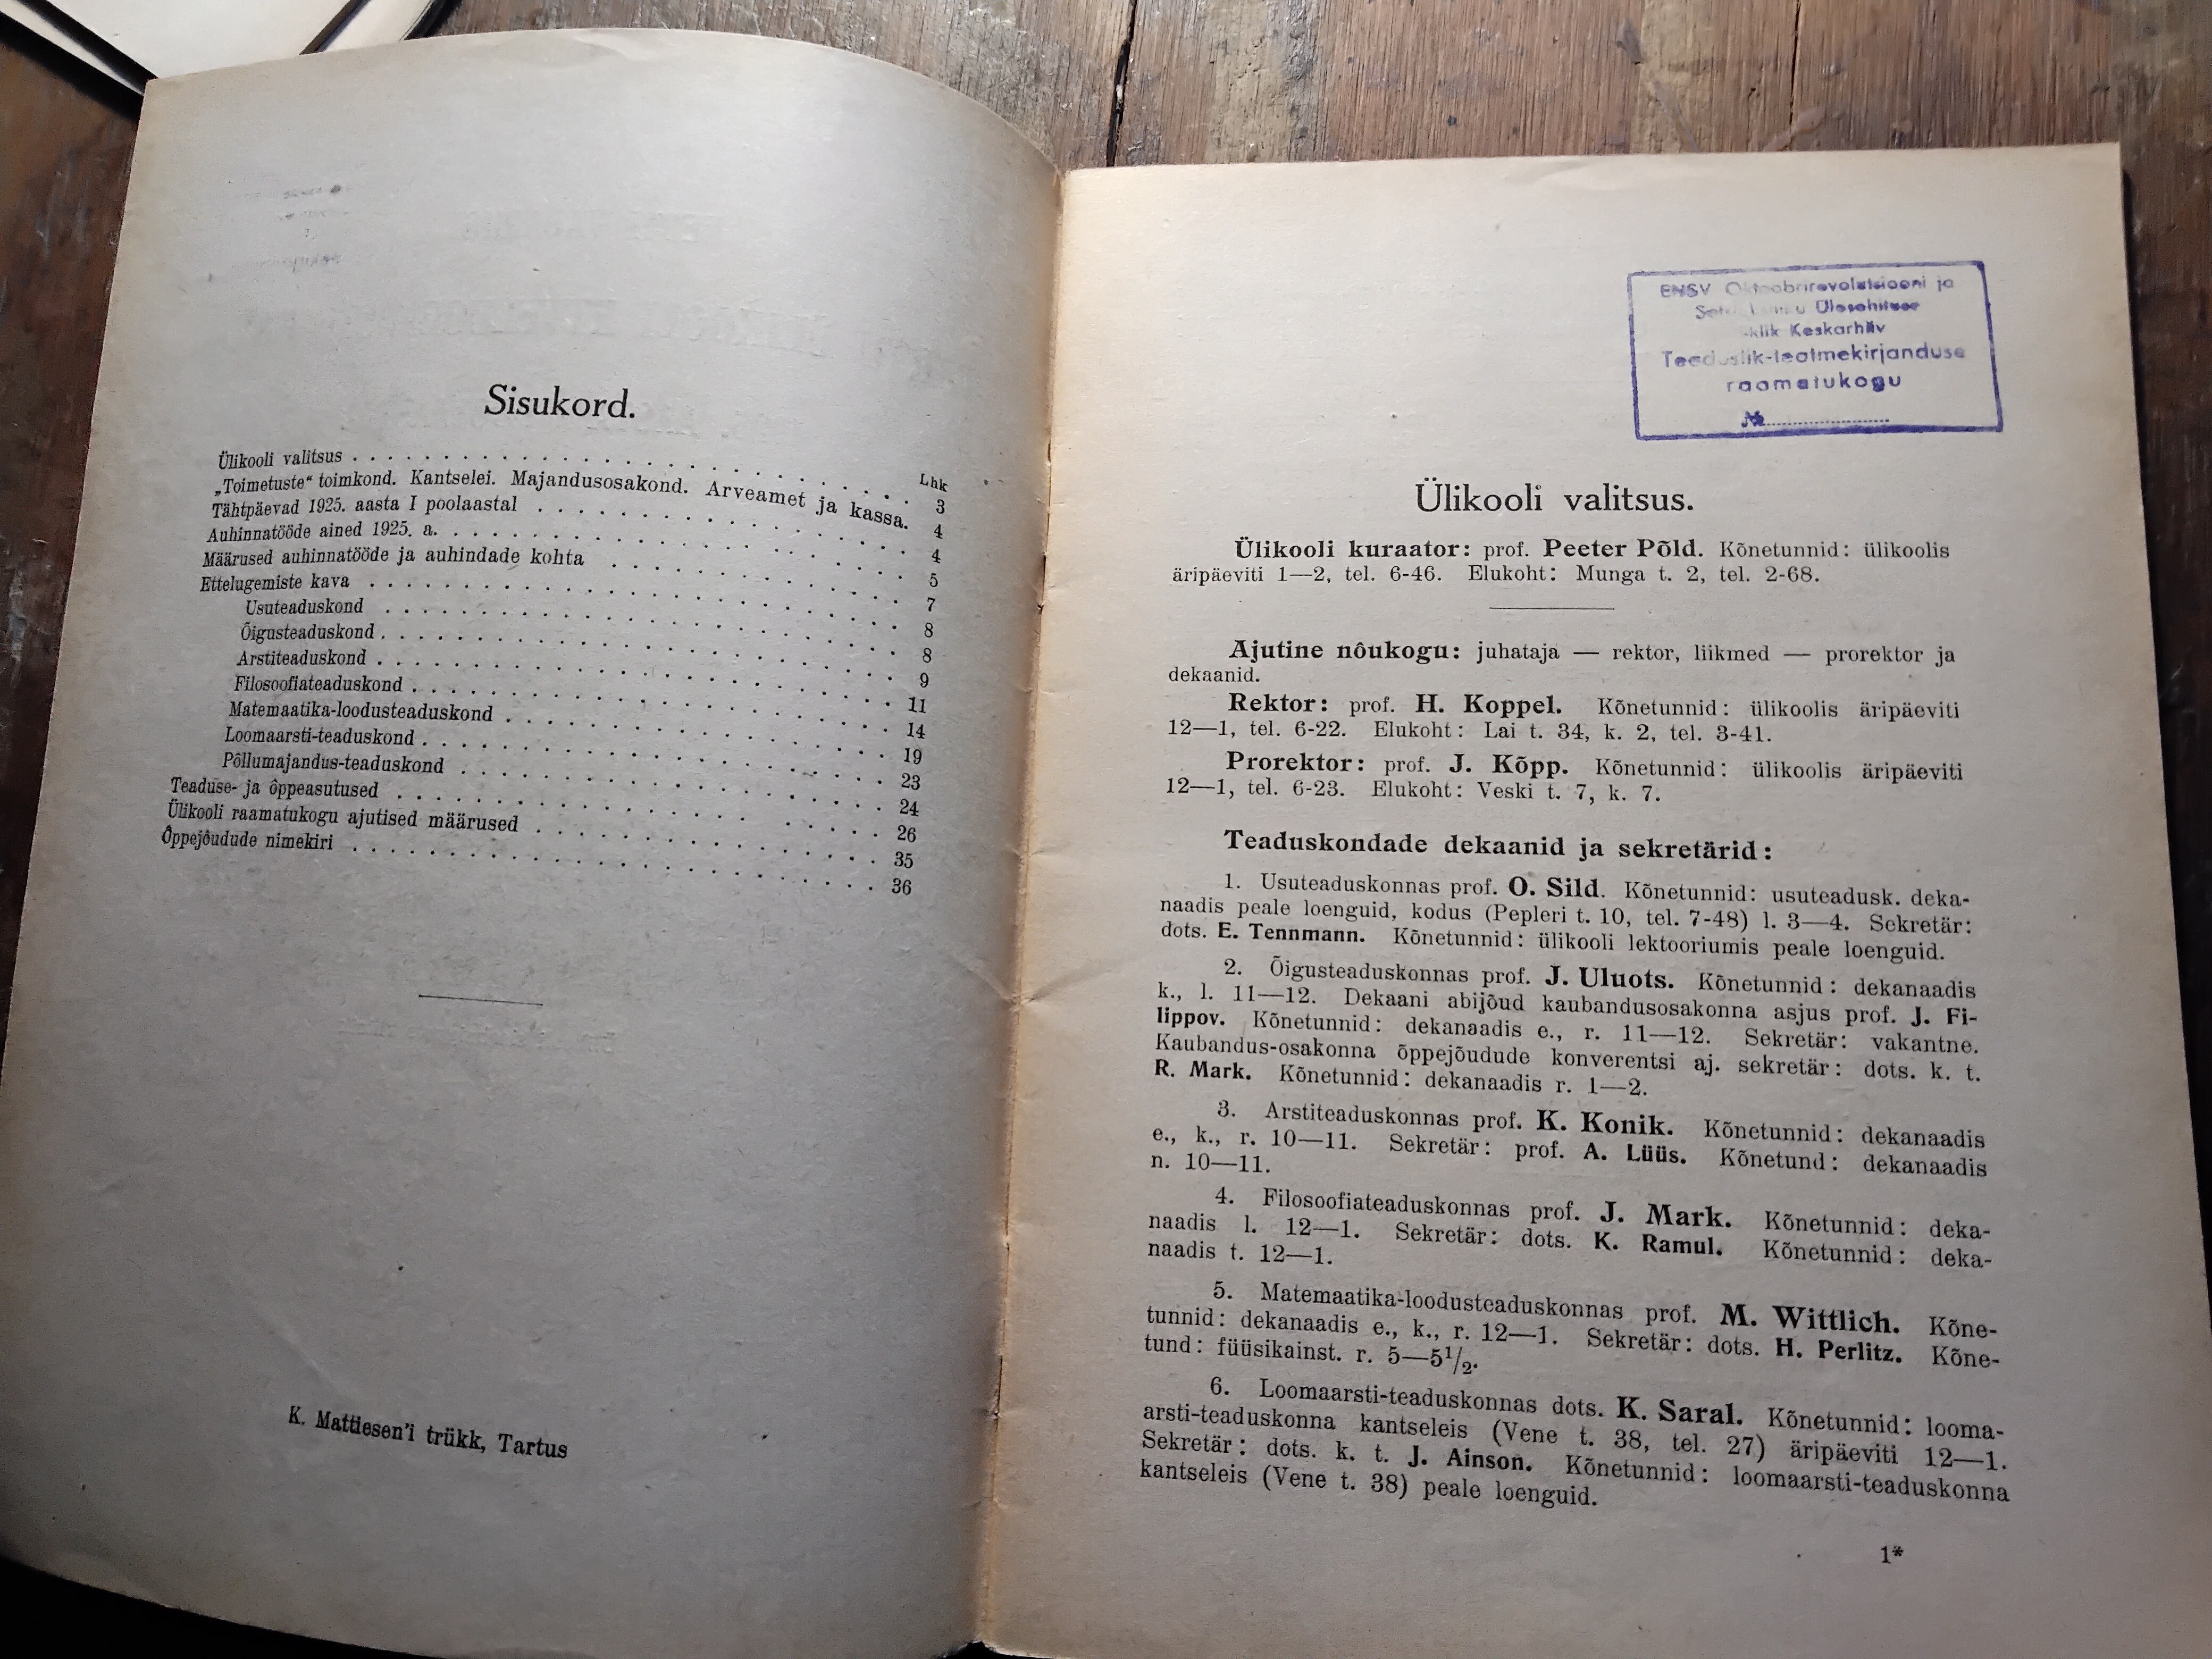 Sisukord.
Lhk
Ülikooli valitsus . . . . . . . . . . . . . . . . . . . . . . 3
„Toimetuste“ toimkond. Kantselei. Majandusosakond. Arveamet ja kassa. 4
Tähtpäevad 1925. aasta I poolaastal . . . . . . . . . . . . . . . 4
Auhinnatööde ained 1925. a. . . . . . . . . . . . . . . . . . . 5
Määrused auhinnatööde ja auhindade kohta . . . . . . . . . . . . 7
Ettelugemiste kava . . . . . . . . . . . . . . . . . . . . . 8
Usuteaduskond . . . . . . . . . . . . . . . . . . . . 8
Õigusteaduskond . . . . . . . . . . . . . . . . . . . . 9
Arstiteaduskond . . . . . . . . . . . . . . . . . . . . 11
Filosoofiateaduskond . . . . . . . . . . . . . . . . . . . 14
Matemaatika-loodusteaduskond . . . . . . . . . . . . . . . 19
Loomaarsti-teaduskond . . . . . . . . . . . . . . . . . . 23
Põllumajandus-teaduskond . . . . . . . . . . . . . . . . . 24
Teaduse- ja õppeasutused . . . . . . . . . . . . . . . . . . . 26
Ülikooli raamatukogu ajutised määrused . . . . . . . . . . . . . 35
Õppejõudude nimekiri . . . . . . . . . . . . . . . . . . . . . 36
K. Mattiesen'i trükk, Tartus
ENSV Oktoobrirevolutsiooni ja
Ülesehituse
Keskarhiiv
Teaduslik-teatmekirjanduse
raamatukogu
№
Ülikooli valitsus.
Ülikooli kuraator: prof. Peeter Põld. Kõnetunnid: ülikoolis
äripäeviti 1—2, tel. 6-46. Elukoht: Munga t. 2, tel. 2-68.
Ajutine nõukogu: juhataja — rektor, liikmed — prorektor ja
dekaanid.
Rektor: prof. H. Koppel. Kõnetunnid: ülikoolis äripäeviti
12—1, tel. 6-22. Elukoht: Lai t. 34, k. 2, tel. 3-41.
Prorektor: prof. J. Kõpp. Kõnetunnid: ülikoolis äripäeviti
12—1, tel. 6-23. Elukoht: Veski t. 7, k. 7.
Teaduskondade dekaanid ja sekretärid:
1. Usuteaduskonnas prof. O. Sild. Kõnetunnid: usuteadusk. deka-
naadis peale loenguid, kodus (Pepleri t. 10, tel. 7-48) l. 3—4. Sekretär:
dots. E. Tennmann. Kõnetunnid: ülikooli lektooriumis peale loenguid.
2. Õigusteaduskonnas prof. J. Uluots. Kõnetunnid: dekanaadis
k., l. 11—12. Dekaani abijõud kaubandusosakonna asjus prof. J. Fi-
lippov. Kõnetunnid: dekanaadis e., r. 11—12. Sekretär: vakantne.
Kaubandus-osakonna õppejõudude konverentsi aj. sekretär: dots. k. t.
R. Mark. Kõnetunnid: dekanaadis r. 1—2.
3. Arstiteaduskonnas prof. K. Konik. Kõnetunnid: dekanaadis
e., k., r. 10—11. Sekretär: prof. A. Lüüs. Kõnetund: dekanaadis
n. 10—11.
4. Filosoofiateaduskonnas prof. J. Mark. Kõnetunnid: deka-
naadis l. 12—1. Sekretär: dots. K. Ramul. Kõnetunnid: deka-
naadis t. 12—1.
5. Matemaatika-loodusteaduskonnas prof. M. Wittlich. Kõne-
tunnid: dekanaadis e., k., r. 12—1. Sekretär: dots. H. Perlitz. Kõne-
tund: füüsikainst. r. 5—5½.
6. Loomaarsti-teaduskonnas dots. K. Saral. Kõnetunnid: looma-
arsti-teaduskonna kantseleis (Vene t. 38, tel. 27) äripäeviti 12—1.
Sekretär: dots. k. t. J. Ainson. Kõnetunnid: loomaarsti-teaduskonna
kantseleis (Vene t. 38) peale loenguid.
1*